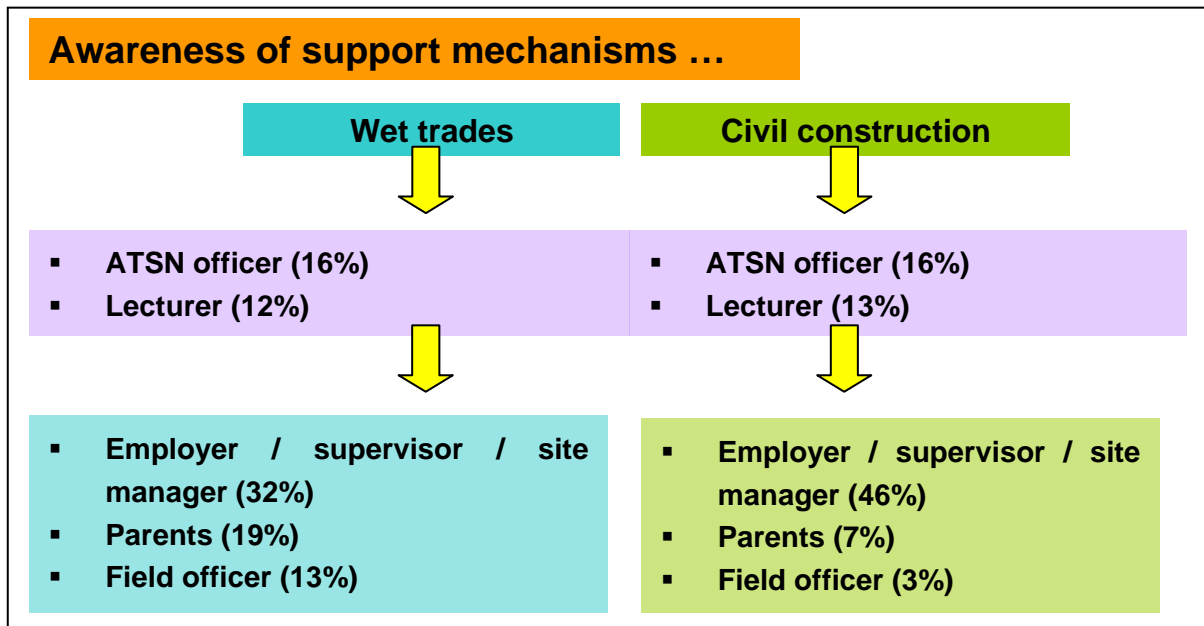 Awareness of support mechanisms …
Wet trades
Civil construction
▪ ATSN officer (16%)
▪ Lecturer (12%)
▪ ATSN officer (16%)
▪ Lecturer (13%)
▪ Employer / supervisor / site
manager (32%)
▪ Parents (19%)
▪ Field officer (13%)
▪ Employer / supervisor / site
manager (46%)
▪ Parents (7%)
▪ Field officer (3%)